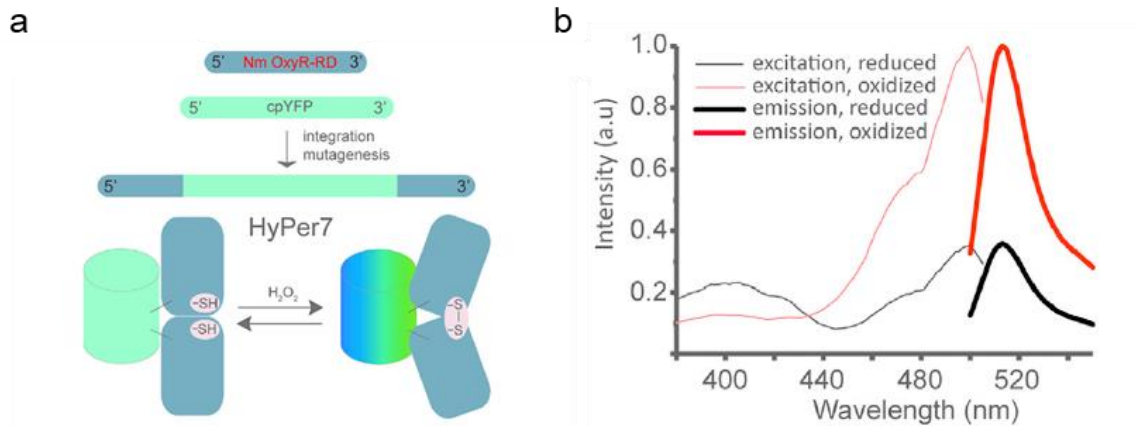 a
5' Nm OxyR-RD 3'
5' cpYFP 3'
integration
mutagenesis
5' 3'
HyPer7
-SH
-SH
H₂O₂
-S
-S
b
excitation, reduced
excitation, oxidized
emission, reduced
emission, oxidized
Intensity (a.u)
1.0
0.8
0.6
0.4
0.2
400 440 480 520
Wavelength (nm)